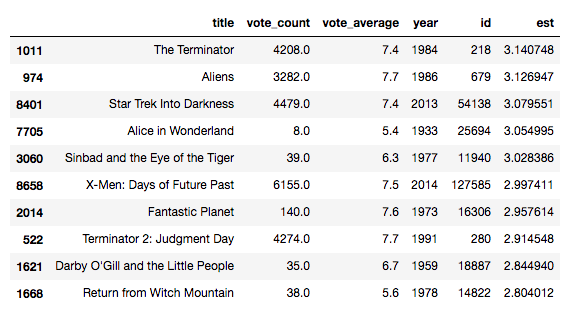 title vote_count vote_average year id est
1011 The Terminator 4208.0 7.4 1984 218 3.140748
974 Aliens 3282.0 7.7 1986 679 3.126947
8401 Star Trek Into Darkness 4479.0 7.4 2013 54138 3.079551
7705 Alice in Wonderland 8.0 5.4 1933 25694 3.054995
3060 Sinbad and the Eye of the Tiger 39.0 6.3 1977 11940 3.028386
8658 X-Men: Days of Future Past 6155.0 7.5 2014 127585 2.997411
2014 Fantastic Planet 140.0 7.6 1973 16306 2.957614
522 Terminator 2: Judgment Day 4274.0 7.7 1991 280 2.914548
1621 Darby O'Gill and the Little People 35.0 6.7 1959 18887 2.844940
1668 Return from Witch Mountain 38.0 5.6 1978 14822 2.804012